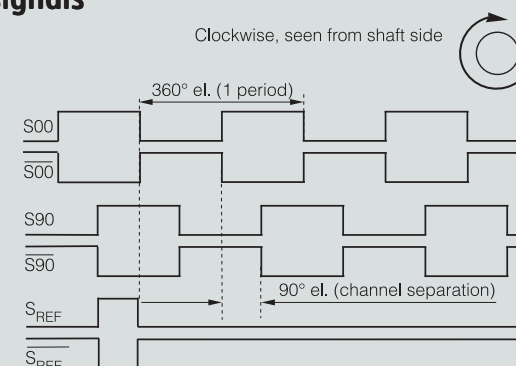 signals
Clockwise, seen from shaft side
360° el. (1 period)
S00
S00
S90
S90
90° el. (channel separation)
SREF
SREF